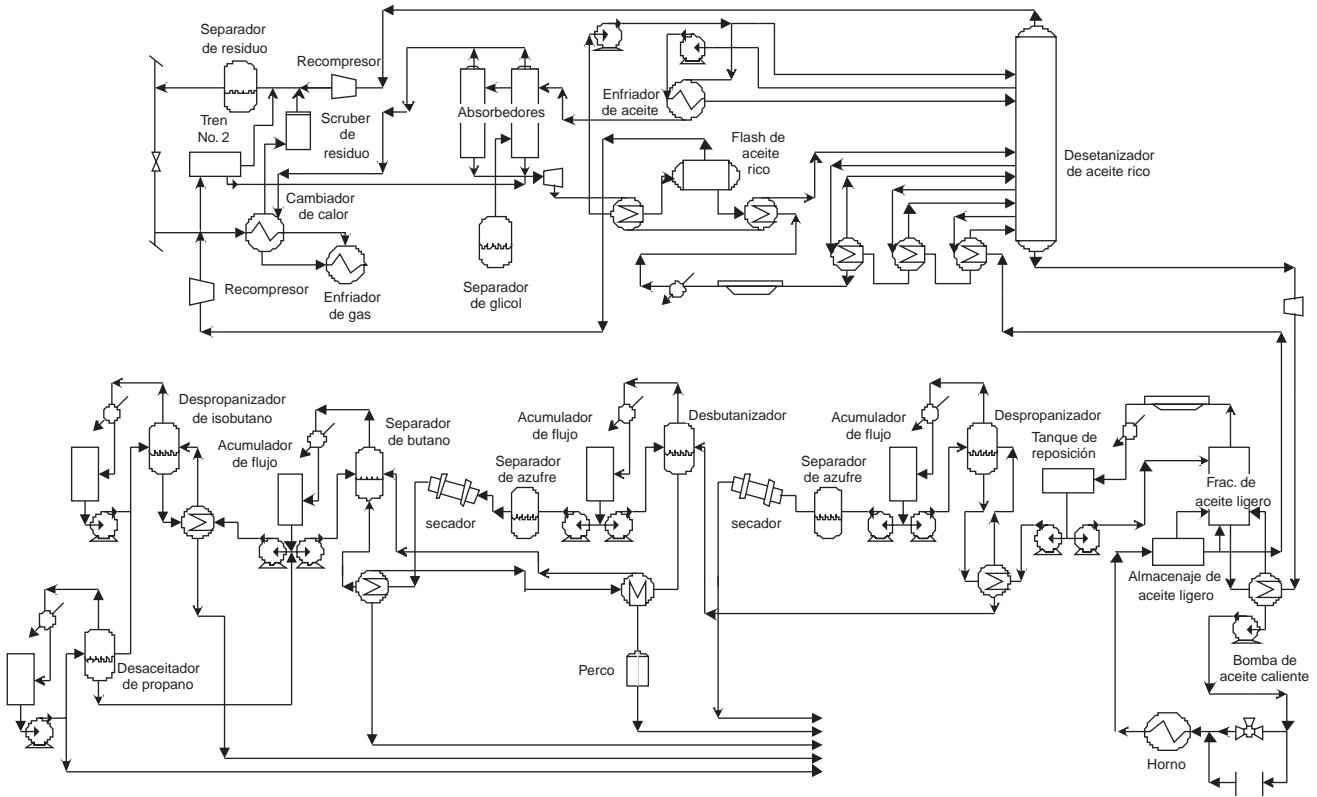 Separador
de residuo
Recompresor
Tren
No. 2
Scruber
de
residuo
Absorbedores
Enfriador
de aceite
Flash de
aceite
rico
Desetanizador
de aceite rico
Cambiador
de calor
Recompresor
Enfriador
de gas
Separador
de glicol
Despropanizador
de isobutano
Acumulador
de flujo
Separador
de butano
Acumulador
de flujo
Separador
de azufre
secador
Desbutanizador
Acumulador
de flujo
Separador
de azufre
secador
Despropanizador
Tanque de
reposición
Frac. de
aceite ligero
Almacenaje de
aceite ligero
Desaceitador
de propano
Perco
Bomba de
aceite caliente
Horno